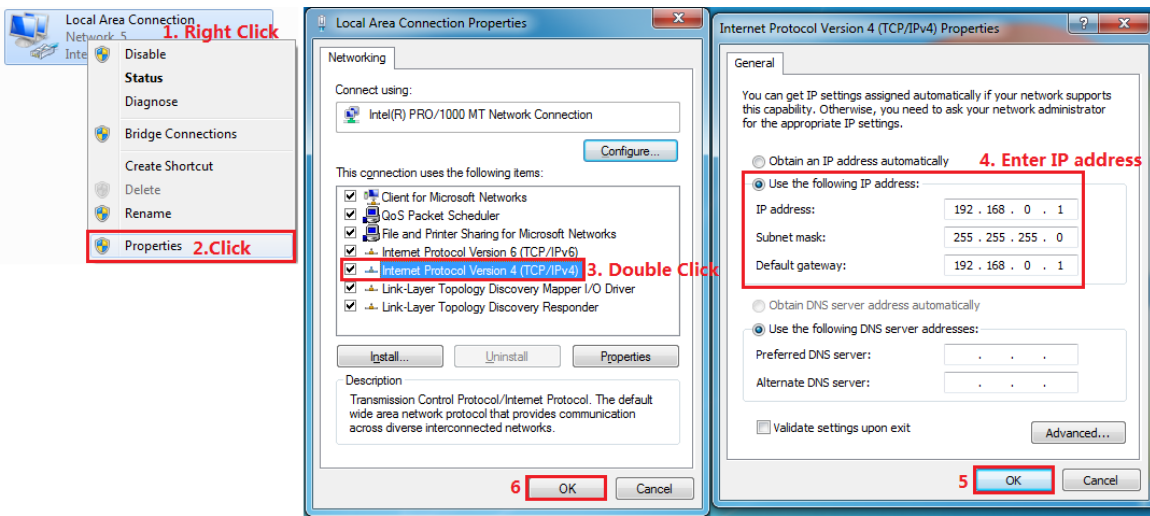 Local Area Connection
Network 5
1. Right Click
Inte
Disable
Status
Diagnose
Bridge Connections
Create Shortcut
Delete
Rename
Properties 2.Click
Local Area Connection Properties
Networking
Connect using:
Intel(R) PRO/1000 MT Network Connection
Configure...
This connection uses the following items:
Client for Microsoft Networks
QoS Packet Scheduler
File and Printer Sharing for Microsoft Networks
Internet Protocol Version 6 (TCP/IPv6)
Internet Protocol Version 4 (TCP/IPv4) 3. Double Click
Link-Layer Topology Discovery Mapper I/O Driver
Link-Layer Topology Discovery Responder
Install... Uninstall Properties
Description
Transmission Control Protocol/Internet Protocol. The default
wide area network protocol that provides communication
across diverse interconnected networks.
6 OK Cancel
Internet Protocol Version 4 (TCP/IPv4) Properties
General
You can get IP settings assigned automatically if your network supports
this capability. Otherwise, you need to ask your network administrator
for the appropriate IP settings.
Obtain an IP address automatically 4. Enter IP address
Use the following IP address:
IP address: 192 . 168 . 0 . 1
Subnet mask: 255 . 255 . 255 . 0
Default gateway: 192 . 168 . 0 . 1
Obtain DNS server address automatically
Use the following DNS server addresses:
Preferred DNS server: . . .
Alternate DNS server: . . .
Validate settings upon exit
Advanced...
5 OK Cancel